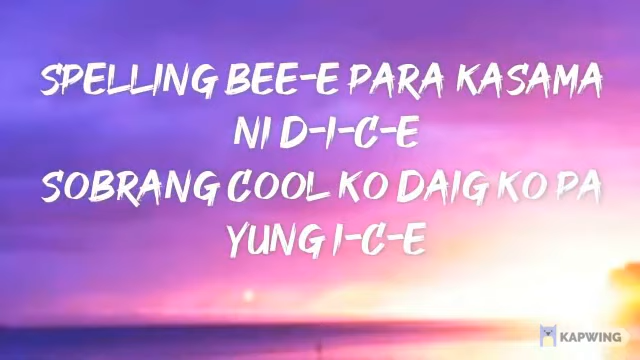 SPELLING BEE-E PARA KASAMA
NI D-I-C-E
SOBRANG COOL KO DAIG KO PA
YUNG I-C-E
KAPWING